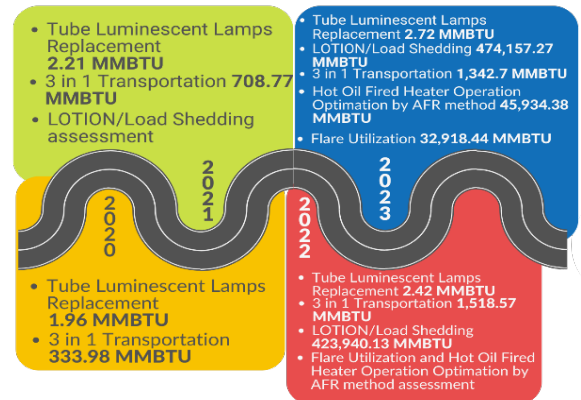 • Tube Luminescent Lamps
Replacement
2.21 MMBTU
• 3 in 1 Transportation 708.77
MMBTU
• LOTION/Load Shedding
assessment
• Tube Luminescent Lamps
Replacement 2.72 MMBTU
• LOTION/Load Shedding 474,157.27
MMBTU
• 3 in 1 Transportation 1,342.7 MMBTU
• Hot Oil Fired Heater Operation
Optimation by AFR method 45,934.38
MMBTU
• Flare Utilization 32,918.44 MMBTU
2020
2021
2022
2023
• Tube Luminescent Lamps
Replacement
1.96 MMBTU
• 3 in 1 Transportation
333.98 MMBTU
• Tube Luminescent Lamps
Replacement 2.42 MMBTU
• 3 in 1 Transportation 1,518.57
MMBTU
• LOTION/Load Shedding
423,940.13 MMBTU
• Flare Utilization and Hot Oil Fired
Heater Operation Optimation by
AFR method assessment